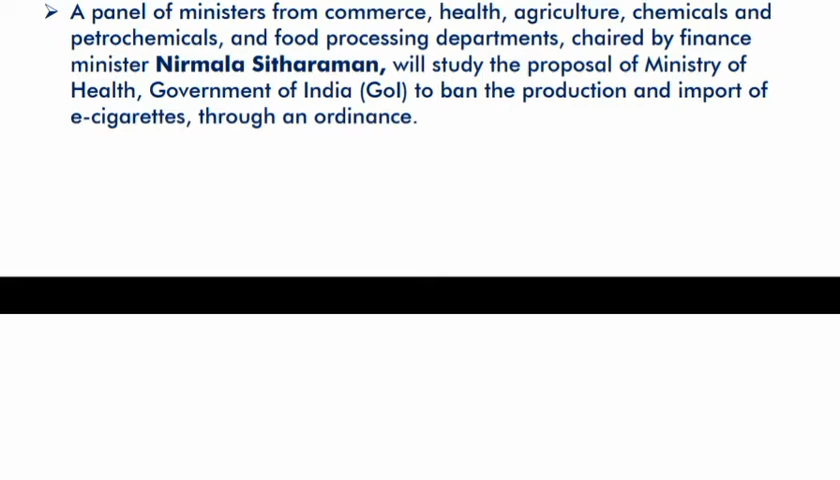 ➢ A panel of ministers from commerce, health, agriculture, chemicals and
petrochemicals, and food processing departments, chaired by finance
minister Nirmala Sitharaman, will study the proposal of Ministry of
Health, Government of India (GoI) to ban the production and import of
e-cigarettes, through an ordinance.